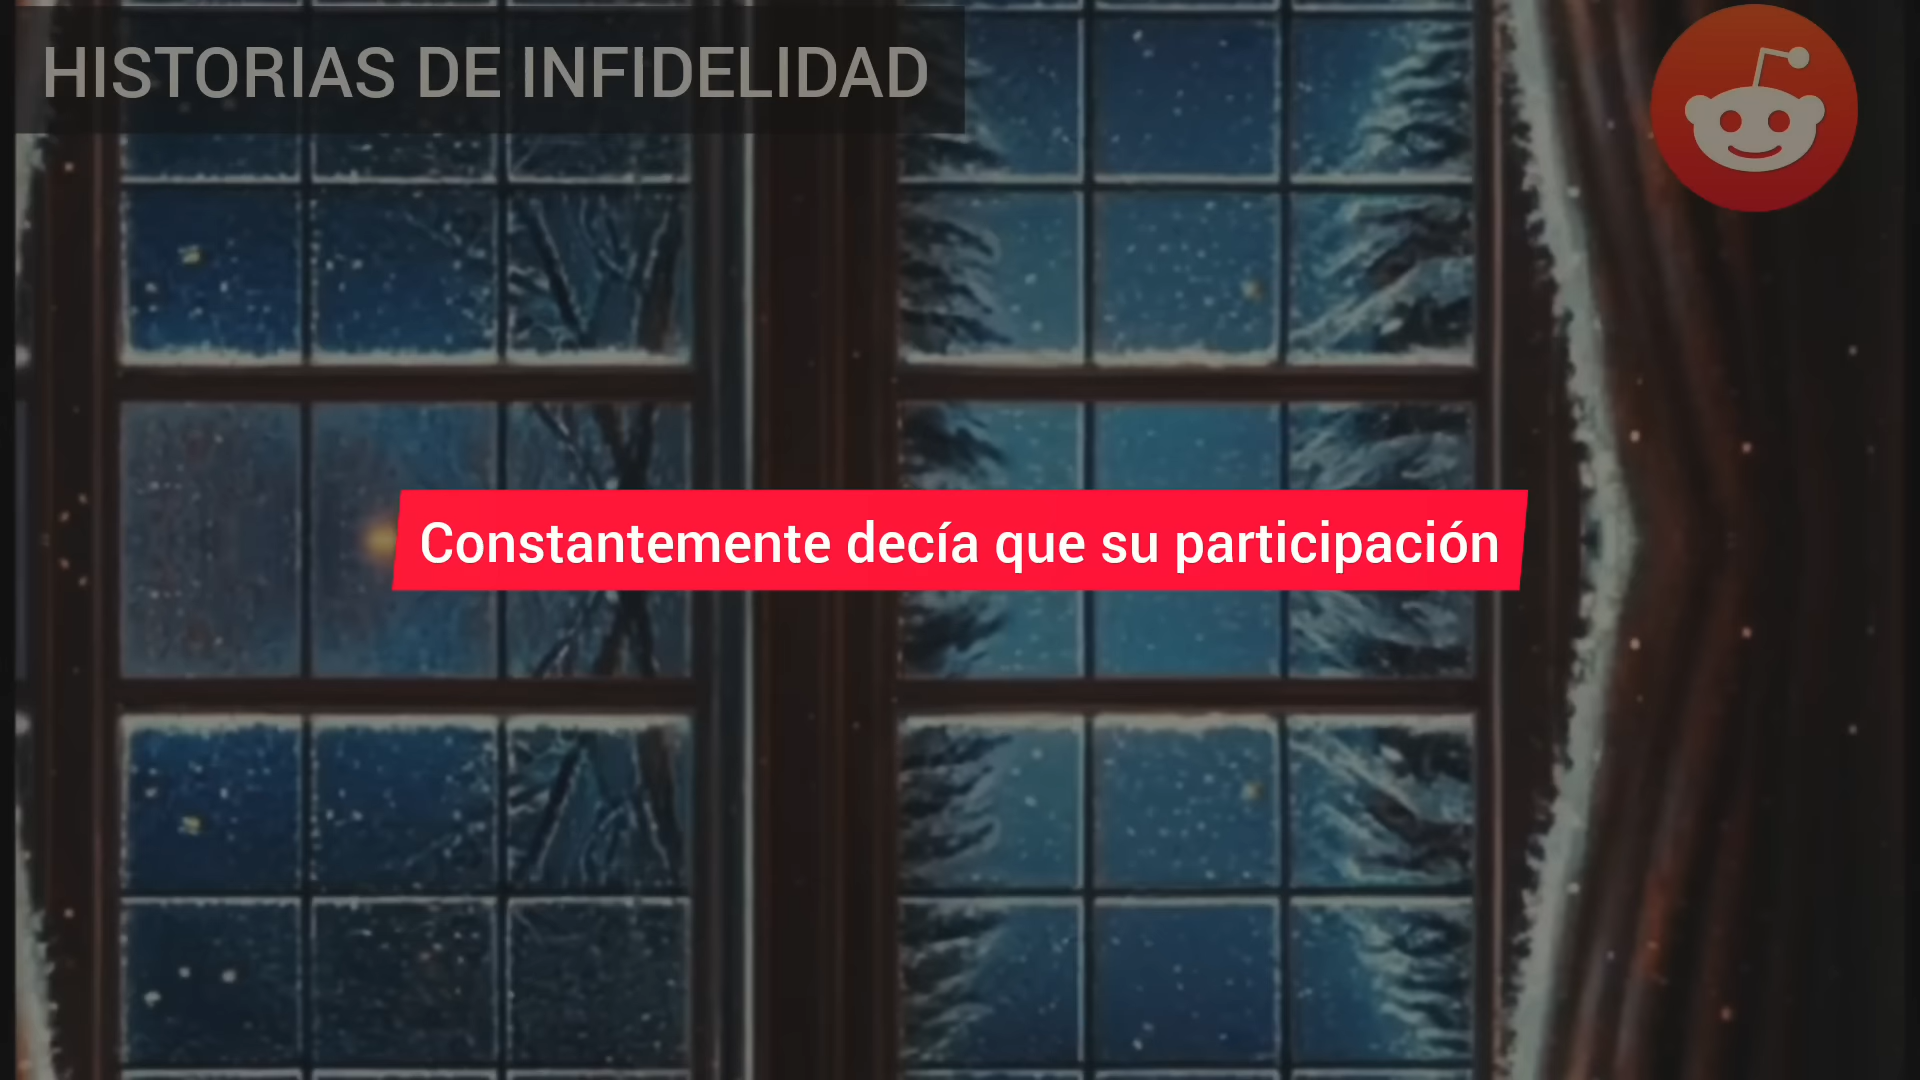 HISTORIAS DE INFIDELIDAD
Constantemente decía que su participación